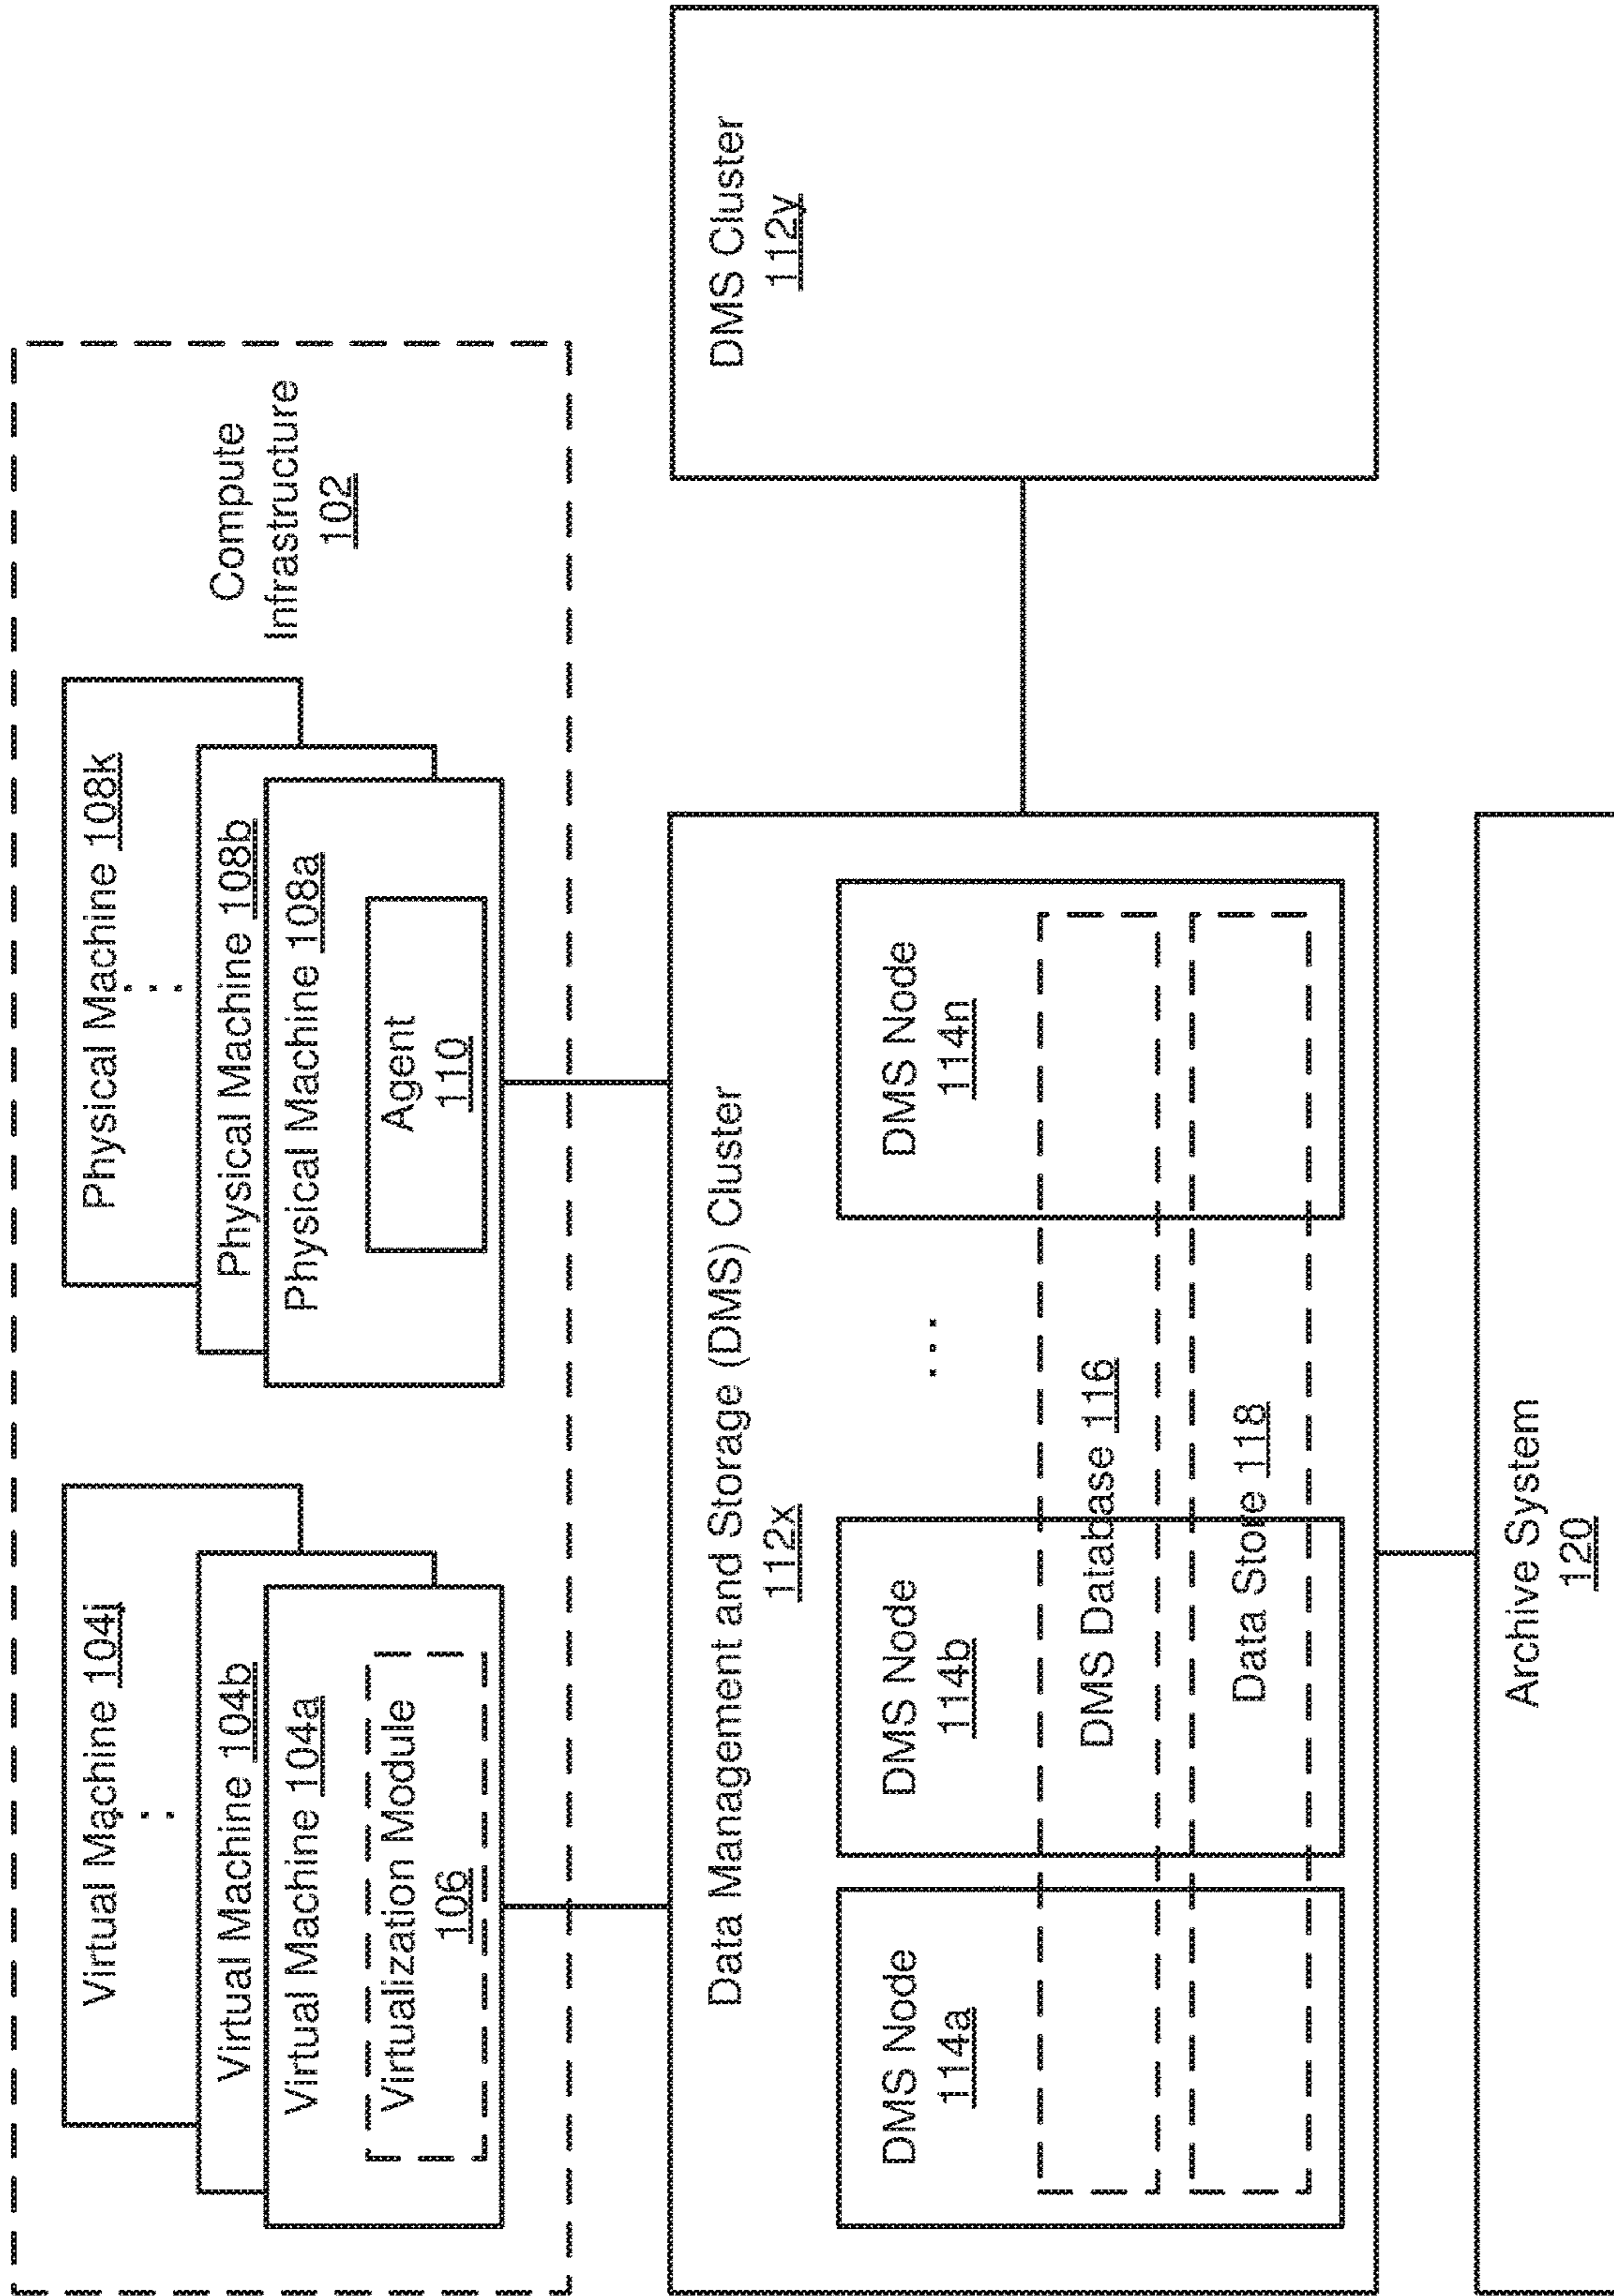 Virtual Machine 104j
Virtual Machine 104b
Virtual Machine 104a
Virtualization Module
106
Physical Machine 108k
Physical Machine 108b
Physical Machine 108a
Agent
110
Compute
Infrastructure
102
Data Management and Storage (DMS) Cluster
112x
DMS Node
114a
DMS Node
114b
...
DMS Node
114n
DMS Database 116
Data Store 118
DMS Cluster
112y
Archive System
120